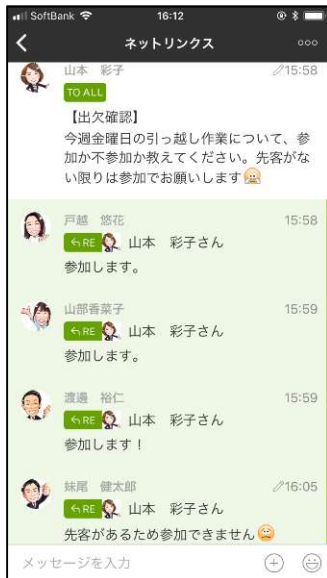 SoftBank 16:12
ネットリンクス
山本 彩子 15:58
TO ALL
【出欠確認】
今週金曜日の引っ越し作業について、参
加か不参加か教えてください。先客がな
い限りは参加でお願いします
戸越 悠花 15:58
RE 山本 彩子さん
参加します。
山部香菜子 15:59
RE 山本 彩子さん
参加します。
渡邉 裕仁 15:59
RE 山本 彩子さん
参加します！
妹尾 健太郎 16:05
RE 山本 彩子さん
先客があるため参加できません
メッセージを入力